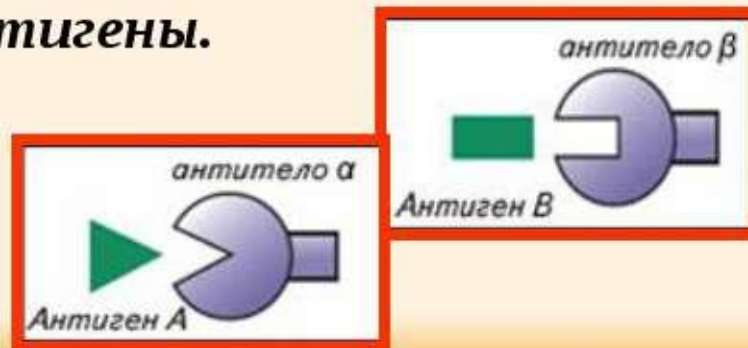 тигены.
антитело β
Антиген B
антитело α
Антиген A